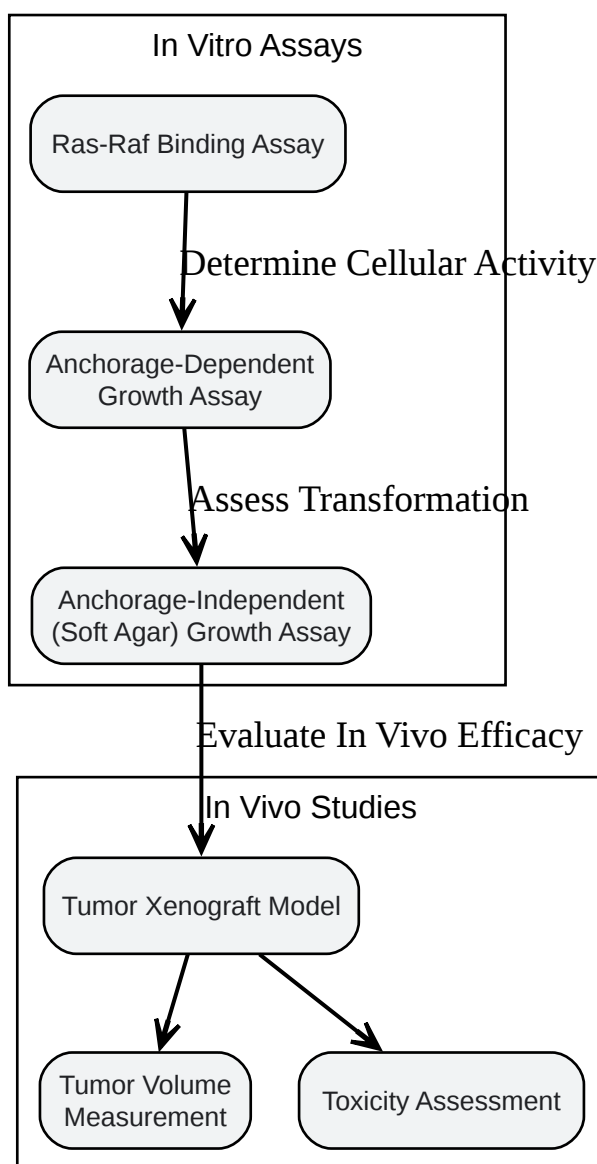 In Vitro Assays
Ras-Raf Binding Assay
Determine Cellular Activity
Anchorage-Dependent
Growth Assay
Assess Transformation
Anchorage-Independent
(Soft Agar) Growth Assay
Evaluate In Vivo Efficacy
In Vivo Studies
Tumor Xenograft Model
Tumor Volume
Measurement
Toxicity Assessment